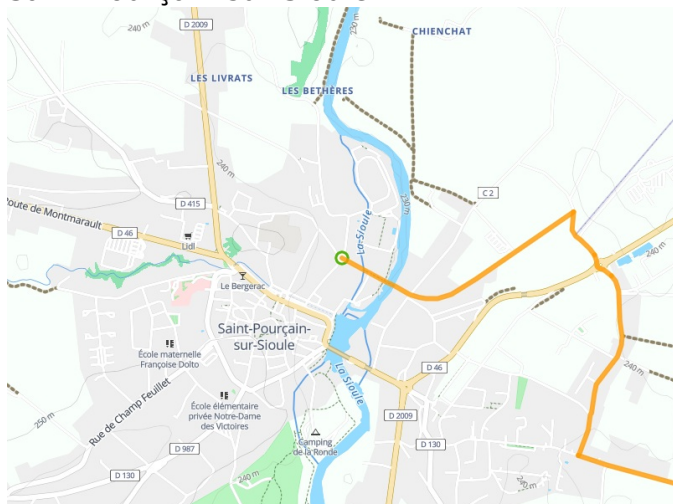 D 2009
230 m
CHIENCHAT
LES LIVRATS
LES BETHÈRES
240 m
240 m
240 m
D 415
C 2
230 m
Route de Montmarault
D 46
La Sioule
Lidl
Le Bergerac
240 m
Saint-Pourçain-
sur-Sioule
École maternelle
Françoise Dolto
D 46
La Sioule
Rue de Champ Feuillet
École élémentaire
privée Notre-Dame
des Victoires
250 m
D 2009
D 987
Camping
de la Ronde
D 130
D 130
240 m